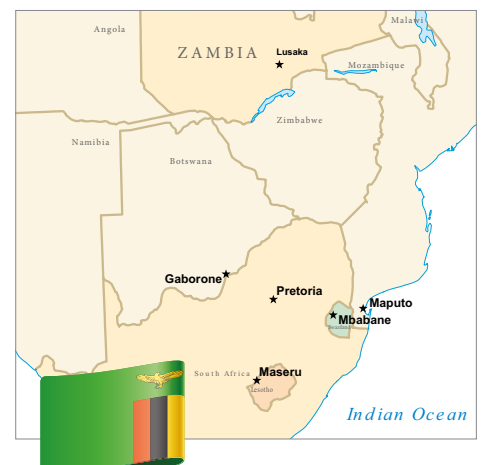 Malawi
Angola
ZAMBIA
Lusaka
Mozambique
Zimbabwe
Namibia
Botswana
Gaborone
Pretoria
Maputo
Mbabane
Swaziland
South Africa
Maseru
Lesotho
Indian Ocean